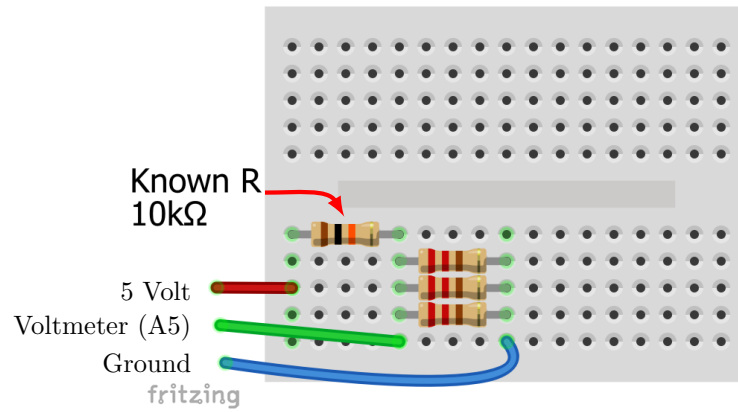 Known R
10kΩ
5 Volt
Voltmeter (A5)
Ground
fritzing